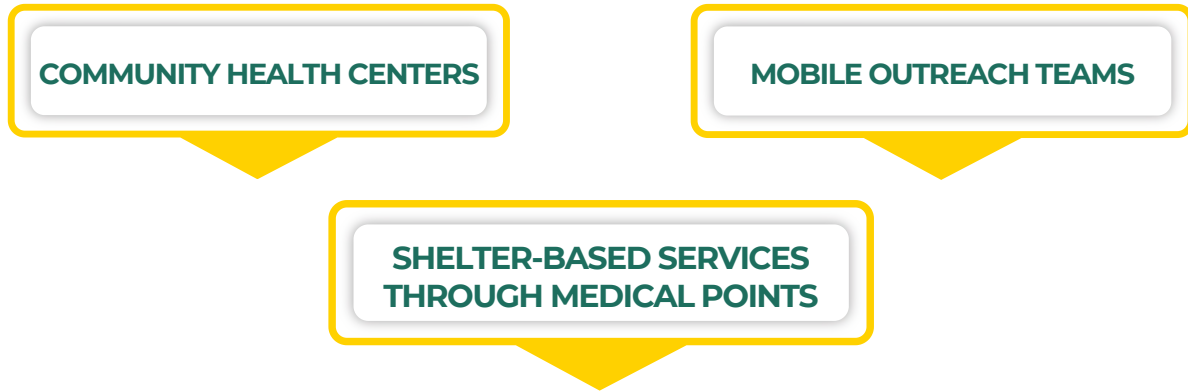 COMMUNITY HEALTH CENTERS
MOBILE OUTREACH TEAMS
SHELTER-BASED SERVICES
THROUGH MEDICAL POINTS